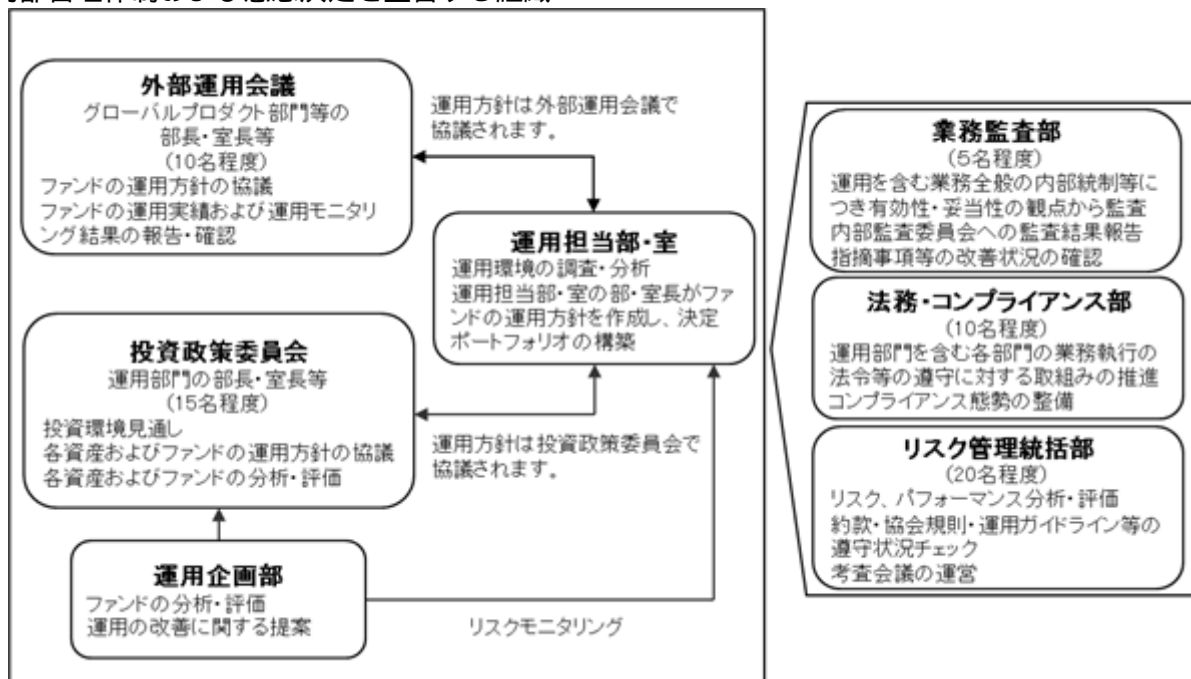 外部運用会議
グローバルプロダクト部門等の
部長・室長等
(10名程度)
ファンドの運用方針の協議
ファンドの運用実績および運用モニタリ
ング結果の報告・確認
運用方針は外部運用会議で
協議されます。
運用担当部・室
運用環境の調査・分析
運用担当部・室の部・室長がファ
ンドの運用方針を作成し、決定
ポートフォリオの構築
投資政策委員会
運用部門の部長・室長等
(15名程度)
投資環境見通し
各資産およびファンドの運用方針の協議
各資産およびファンドの分析・評価
運用方針は投資政策委員会で
協議されます。
運用企画部
ファンドの分析・評価
運用の改善に関する提案
リスクモニタリング
業務監査部
(5名程度)
運用を含む業務全般の内部統制等に
つき有効性・妥当性の観点から監査
内部監査委員会への監査結果報告
指摘事項等の改善状況の確認
法務・コンプライアンス部
(10名程度)
運用部門を含む各部門の業務執行の
法令等の遵守に対する取組みの推進
コンプライアンス態勢の整備
リスク管理統括部
(20名程度)
リスク、パフォーマンス分析・評価
約款・協会規則・運用ガイドライン等の
遵守状況チェック
考査会議の運営